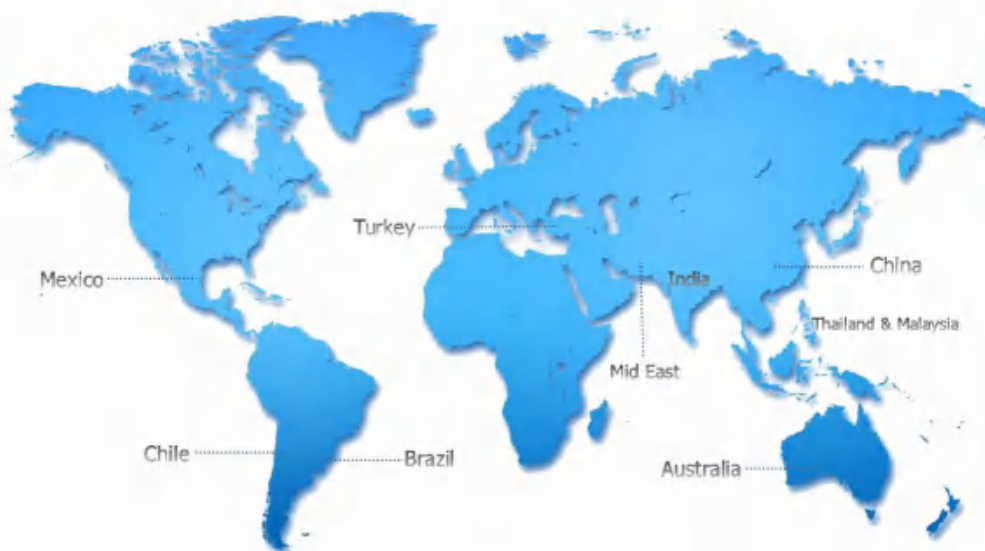 Turkey
Mexico
India
China
Thailand & Malaysia
Mid East
Chile
Brazil
Australia